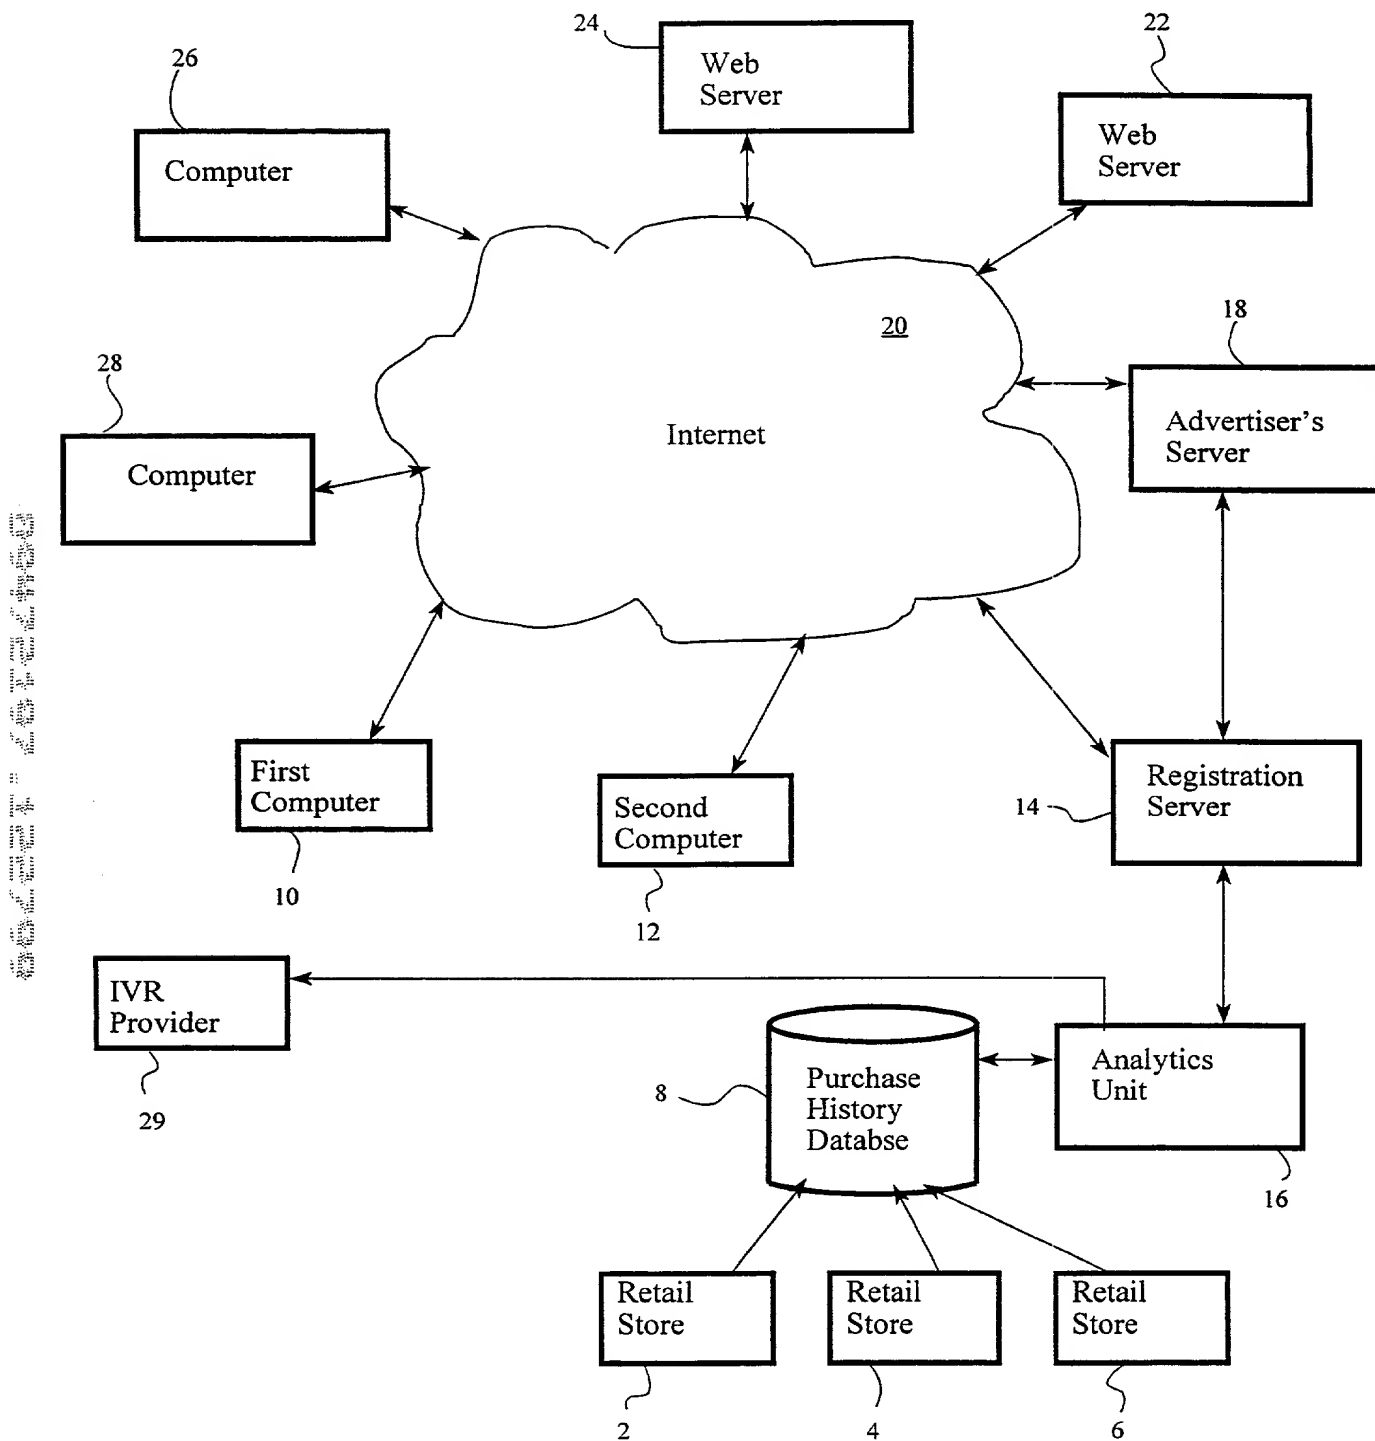 24
Web
Server
22
Web
Server
26
Computer
20
18
Advertiser's
Server
28
Computer
Internet
First
Computer
10
Second
Computer
12
Registration
Server
14
IVR
Provider
29
Purchase
History
Databse
8
Analytics
Unit
16
Retail
Store
2
Retail
Store
4
Retail
Store
6